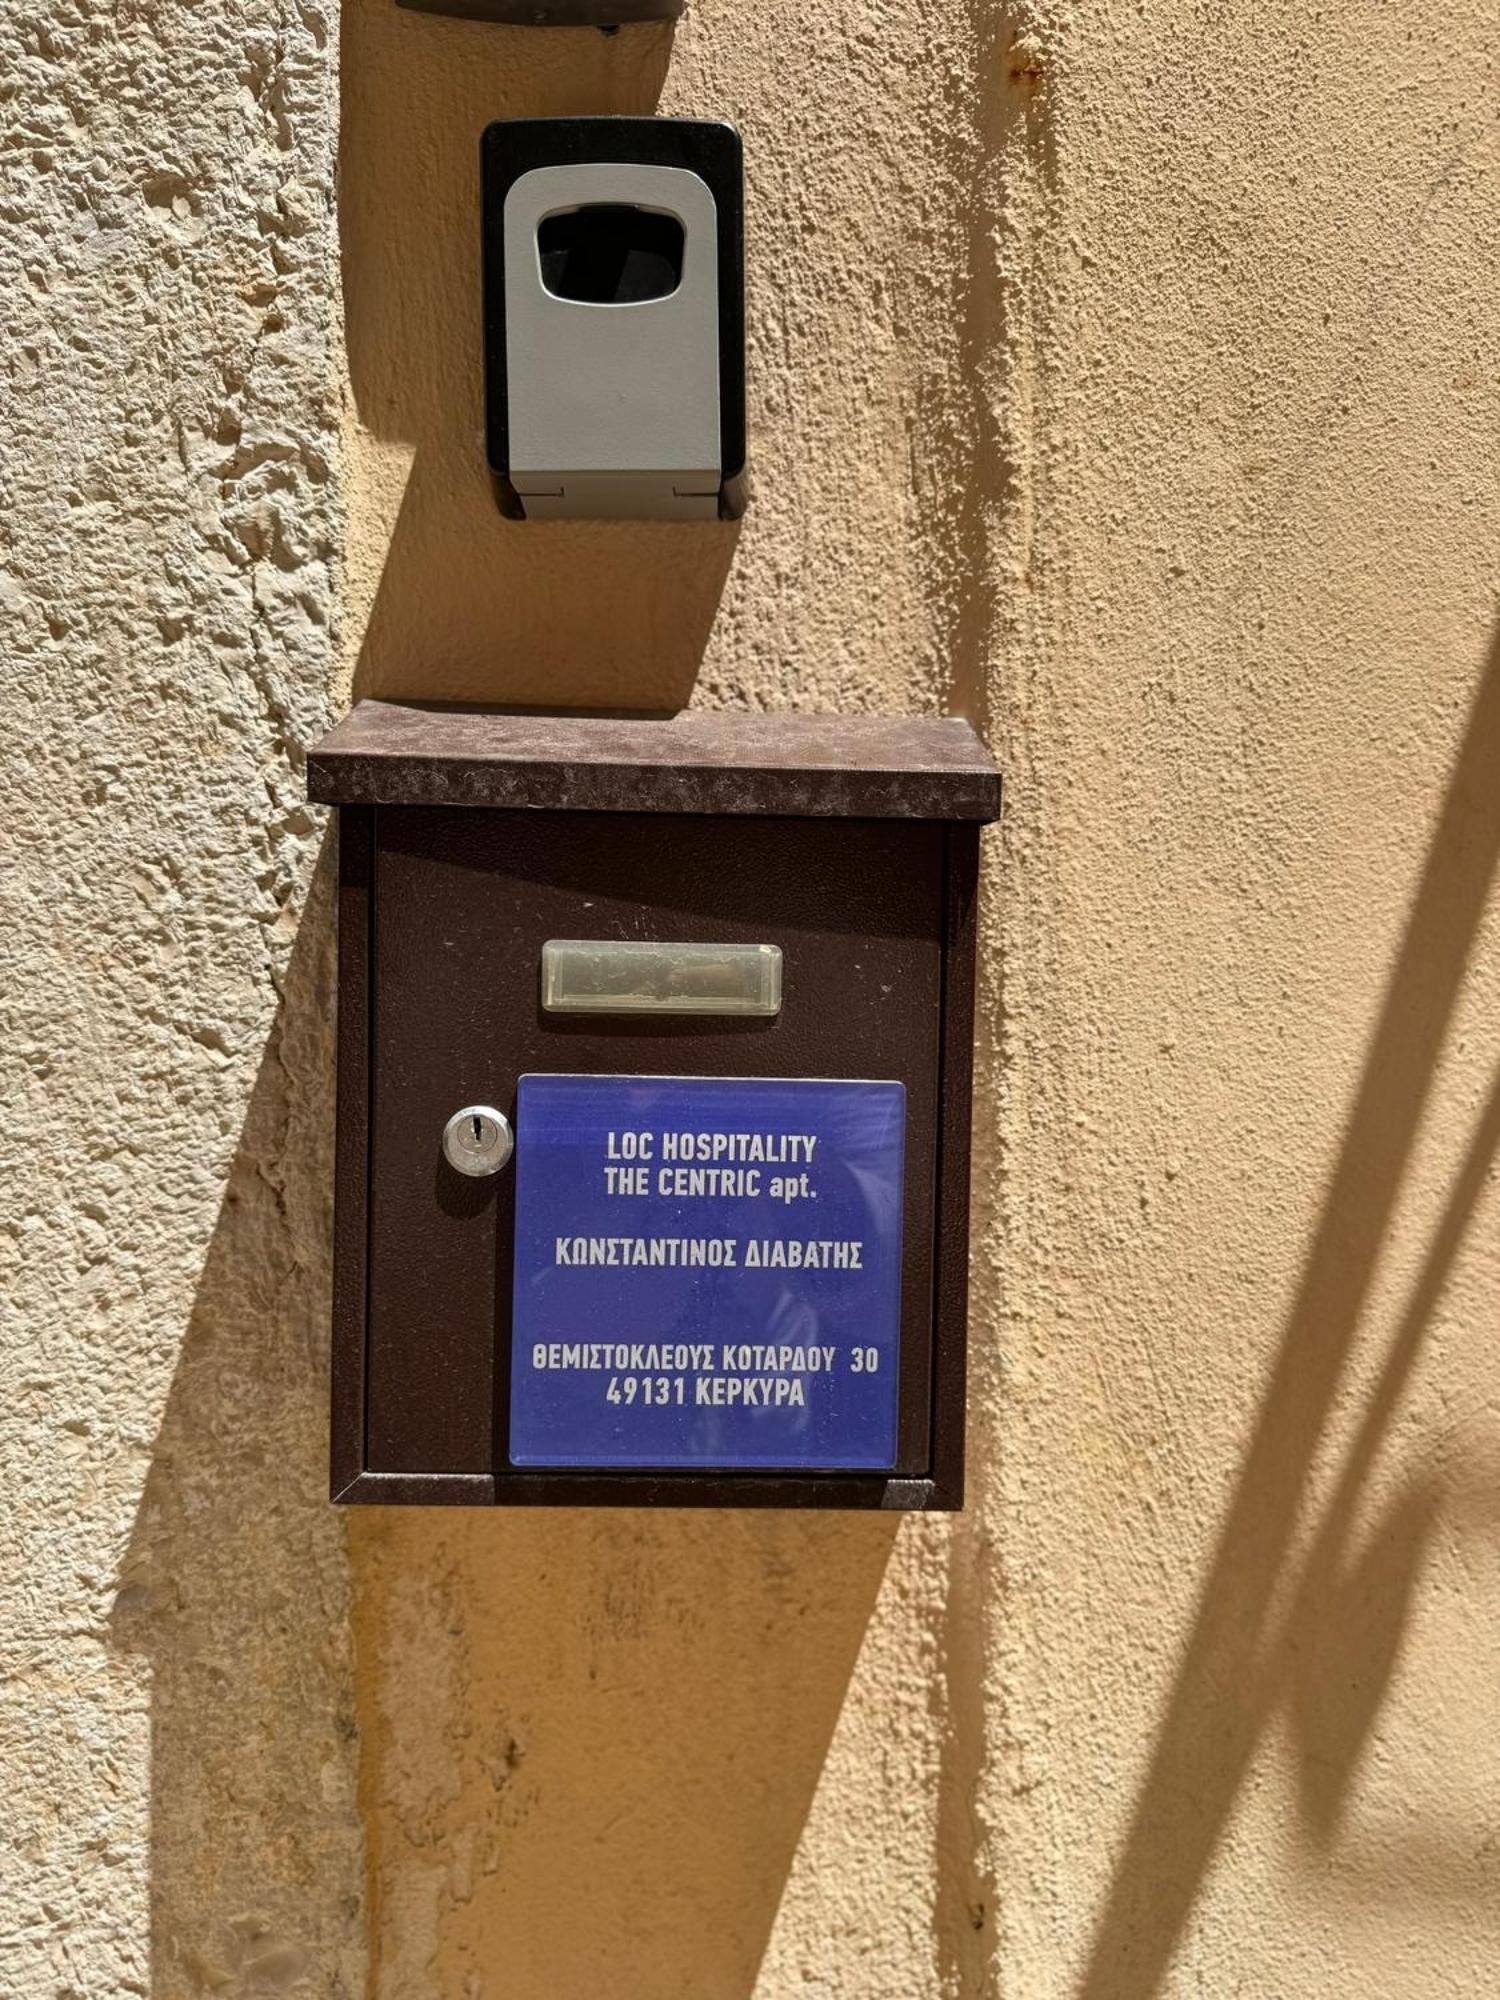 LOC HOSPITALITY
THE CENTRIC apt.
ΚΩΝΣΤΑΝΤΙΝΟΣ ΔΙΑΒΑΤΗΣ
ΘΕΜΙΣΤΟΚΛΕΟΥΣ ΚΟΤΑΡΔΟΥ 30
49131 ΚΕΡΚΥΡΑ